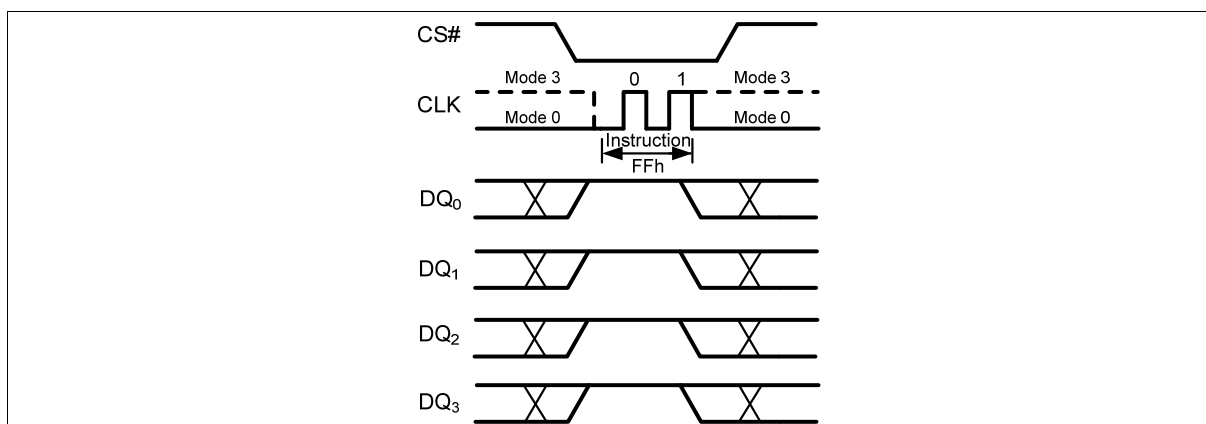 CS#
Mode 3 0 1 Mode 3
CLK
Mode 0 Mode 0
Instruction
FFh
DQ₀
DQ₁
DQ₂
DQ₃